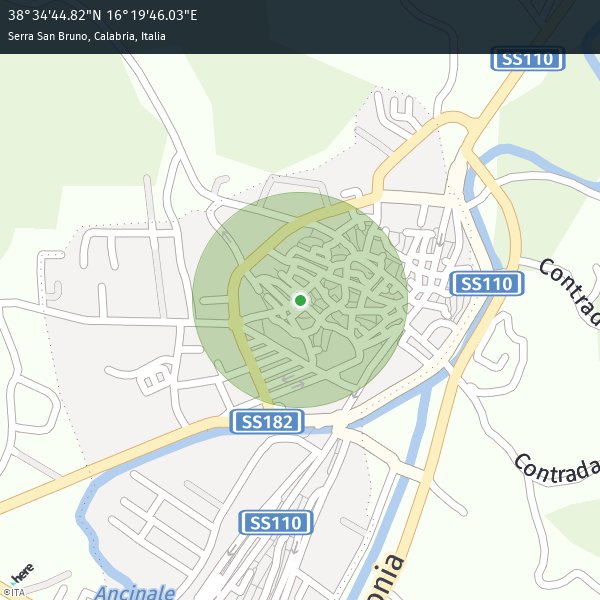 38°34'44.82"N 16°19'46.03"E
Serra San Bruno, Calabria, Italia
SS110
SS110
Contrada
SS182
Contrada
SS110
onia
Ancinale
here
©ITA